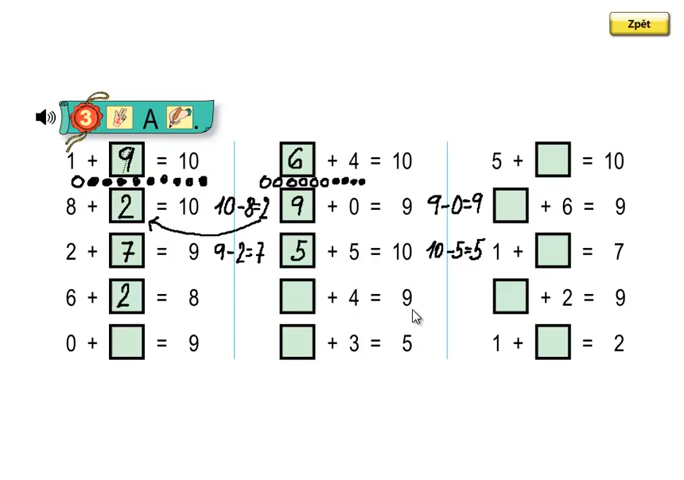 Zpět
3 A .
1 + 9 = 10
6 + 4 = 10
5 + = 10
8 + 2 = 10 10-8=2
9 + 0 = 9 9-0=9
+ 6 = 9
2 + 7 = 9 9-2=7
5 + 5 = 10 10-5=5
1 + = 7
6 + 2 = 8
+ 4 = 9
+ 2 = 9
0 + = 9
+ 3 = 5
1 + = 2